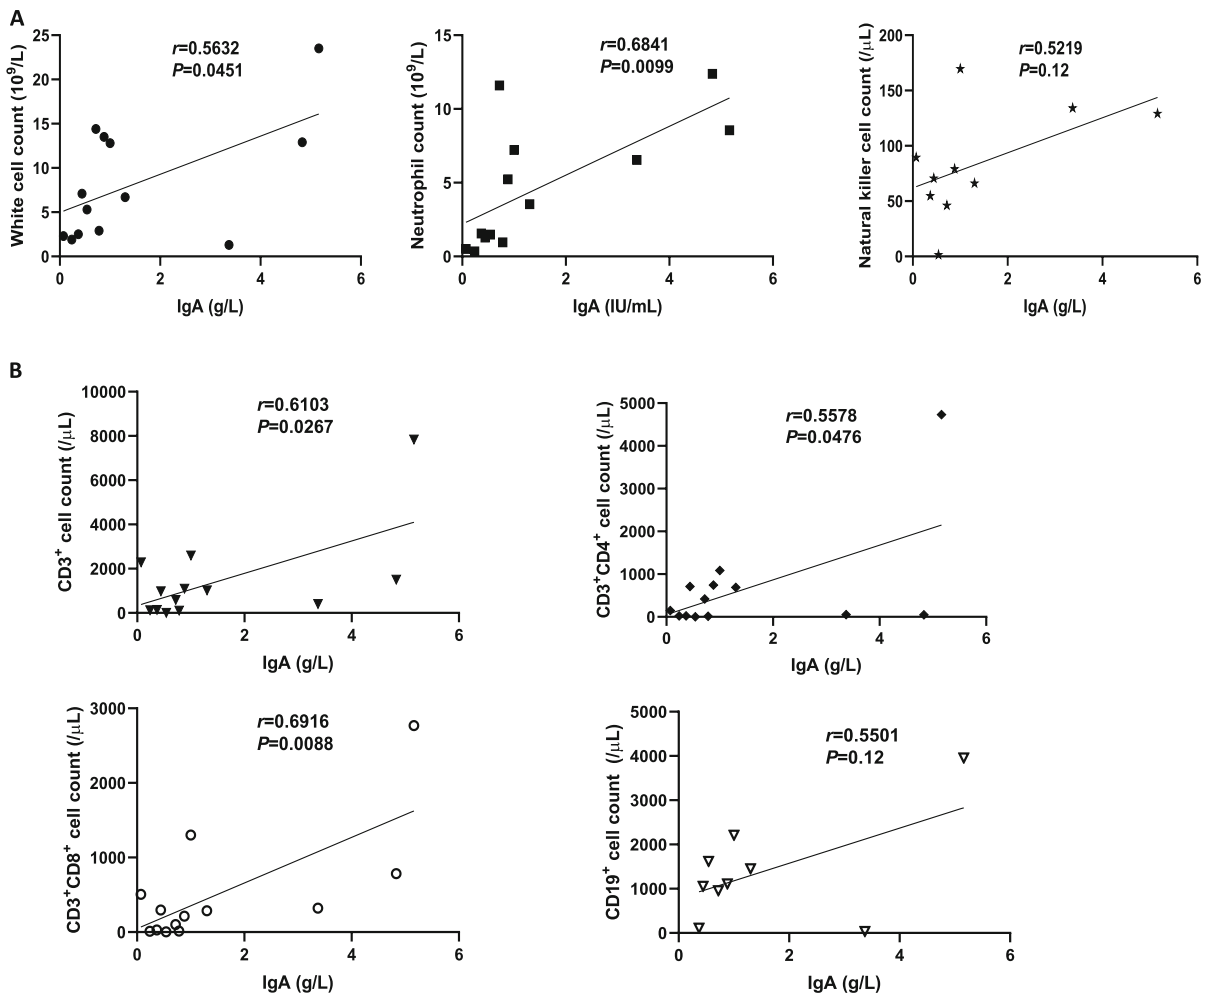 A
White cell count (10⁹/L)
25
20
15
10
5
0
r=0.5632
P=0.0451
0 2 4 6
IgA (g/L)
Neutrophil count (10⁹/L)
15
10
5
0
r=0.6841
P=0.0099
0 2 4 6
IgA (IU/mL)
Natural killer cell count (/μL)
200
150
100
50
0
r=0.5219
P=0.12
0 2 4 6
IgA (g/L)
B
CD3⁺ cell count (/μL)
10000
8000
6000
4000
2000
0
r=0.6103
P=0.0267
0 2 4 6
IgA (g/L)
CD3⁺CD4⁺ cell count (/μL)
5000
4000
3000
2000
1000
0
r=0.5578
P=0.0476
0 2 4 6
IgA (g/L)
CD3⁺CD8⁺ cell count (/μL)
3000
2000
1000
0
r=0.6916
P=0.0088
0 2 4 6
IgA (g/L)
CD19⁺ cell count (/μL)
5000
4000
3000
2000
1000
0
r=0.5501
P=0.12
0 2 4 6
IgA (g/L)